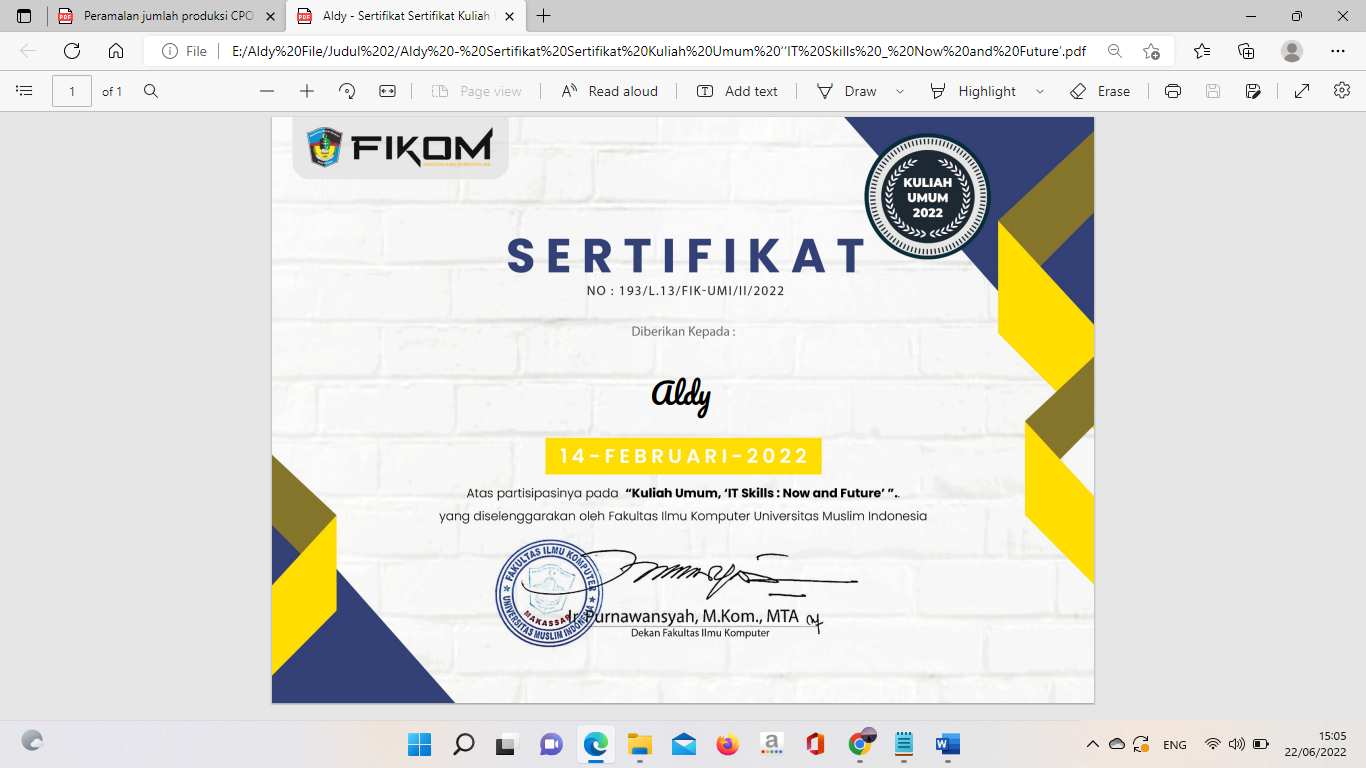 Peramalan jumlah produksi CPO
Aldy - Sertifikat Sertifikat Kuliah
File
E:/Aldy%20File/Judul%202/Aldy%20-%20Sertifikat%20Sertifikat%20Kuliah%20Umum%20''IT%20Skills%20_%20Now%20and%20Future'.pdf
1 of 1
Page view
Read aloud
Add text
Draw
Highlight
Erase
FIKOM
KULIAH
UMUM
2022
SERTIFIKAT
NO : 193/L.13/FIK-UMI/II/2022
Diberikan Kepada :
Aldy
14-FEBRUARI-2022
Atas partisipasinya pada “Kuliah Umum, ‘IT Skills : Now and Future’ ”.
yang diselenggarakan oleh Fakultas Ilmu Komputer Universitas Muslim Indonesia
FAKULTAS ILMU KOMPUTER
UNIVERSITAS MUSLIM INDONESIA
MAKASSAR
Ir. Purnawansyah, M.Kom., MTA
Dekan Fakultas Ilmu Komputer
ENG
15:05
22/06/2022